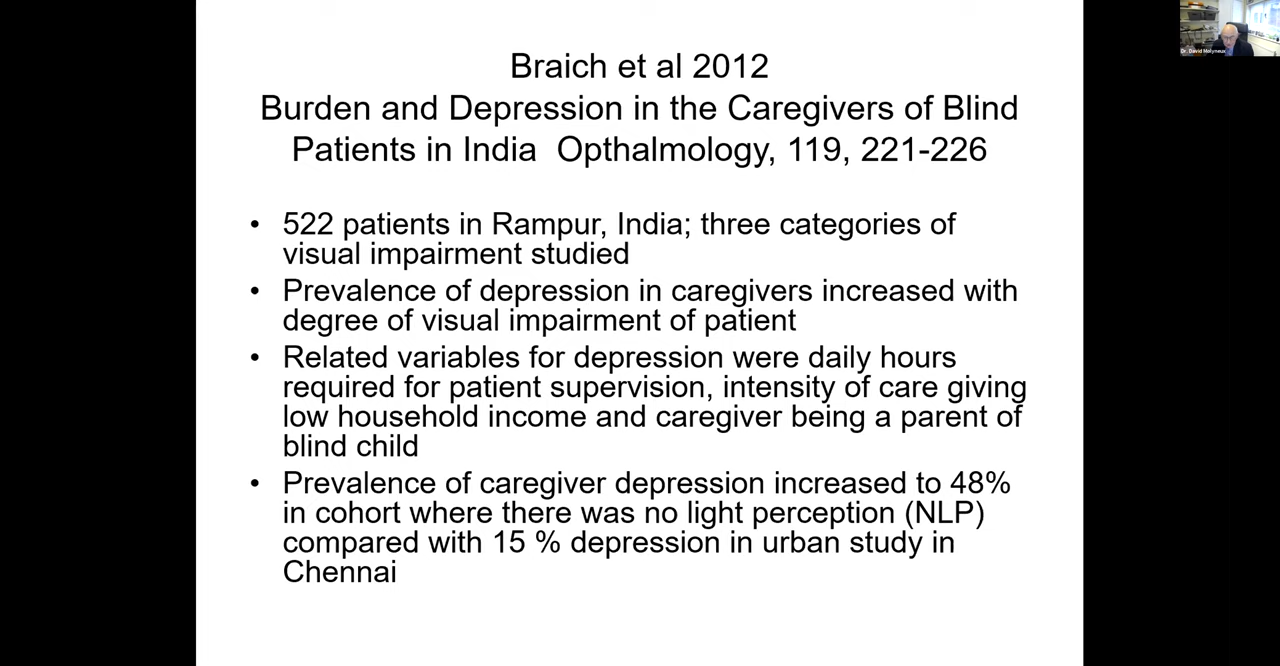 Braich et al 2012
Burden and Depression in the Caregivers of Blind
Patients in India  Opthalmology, 119, 221-226
• 522 patients in Rampur, India; three categories of
visual impairment studied
• Prevalence of depression in caregivers increased with
degree of visual impairment of patient
• Related variables for depression were daily hours
required for patient supervision, intensity of care giving
low household income and caregiver being a parent of
blind child
• Prevalence of caregiver depression increased to 48%
in cohort where there was no light perception (NLP)
compared with 15 % depression in urban study in
Chennai
Dr. David Molyneux